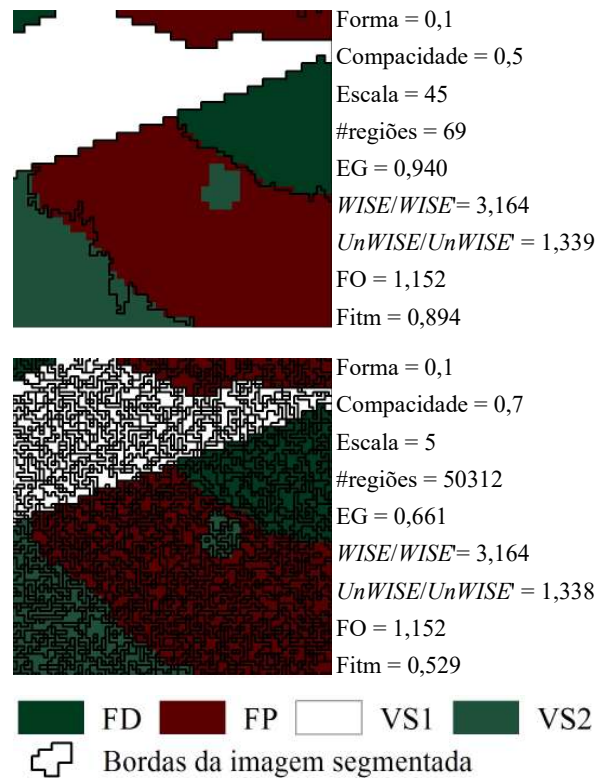 Forma = 0,1
Compacidade = 0,5
Escala = 45
#regiões = 69
EG = 0,940
WISE/WISE'= 3,164
UnWISE/UnWISE' = 1,339
FO = 1,152
Fitm = 0,894
Forma = 0,1
Compacidade = 0,7
Escala = 5
#regiões = 50312
EG = 0,661
WISE/WISE'= 3,164
UnWISE/UnWISE' = 1,338
FO = 1,152
Fitm = 0,529
FD FP VS1 VS2
Bordas da imagem segmentada